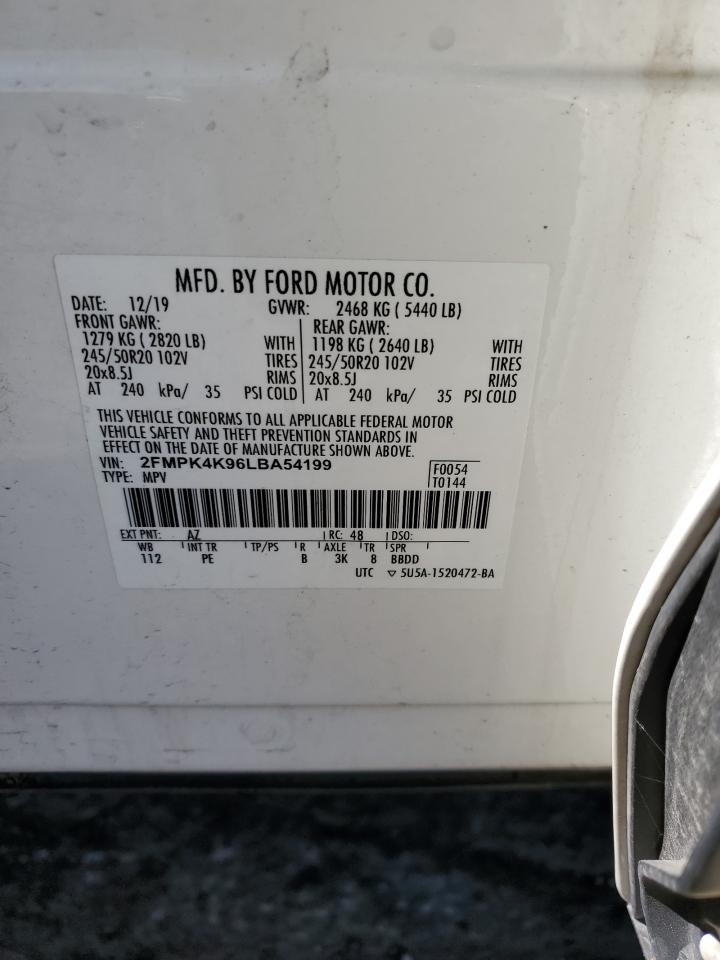 MFD. BY FORD MOTOR CO.
DATE: 12/19 GVWR: 2468 KG ( 5440 LB)
FRONT GAWR: REAR GAWR:
1279 KG ( 2820 LB) WITH 1198 KG ( 2640 LB) WITH
245/50R20 102V TIRES 245/50R20 102V TIRES
20x8.5J RIMS 20x8.5J RIMS
AT 240 kPa/ 35 PSI COLD AT 240 kPa/ 35 PSI COLD
THIS VEHICLE CONFORMS TO ALL APPLICABLE FEDERAL MOTOR
VEHICLE SAFETY AND THEFT PREVENTION STANDARDS IN
EFFECT ON THE DATE OF MANUFACTURE SHOWN ABOVE.
VIN: 2FMPK4K96LBA54199 F0054
TYPE: MPV T0144
EXT PNT: AZ RC: 48 DSO:
WB INT TR TP/PS R AXLE TR SPR
112 PE B 3K 8 BBDD
UTC ▽ 5U5A-1520472-BA